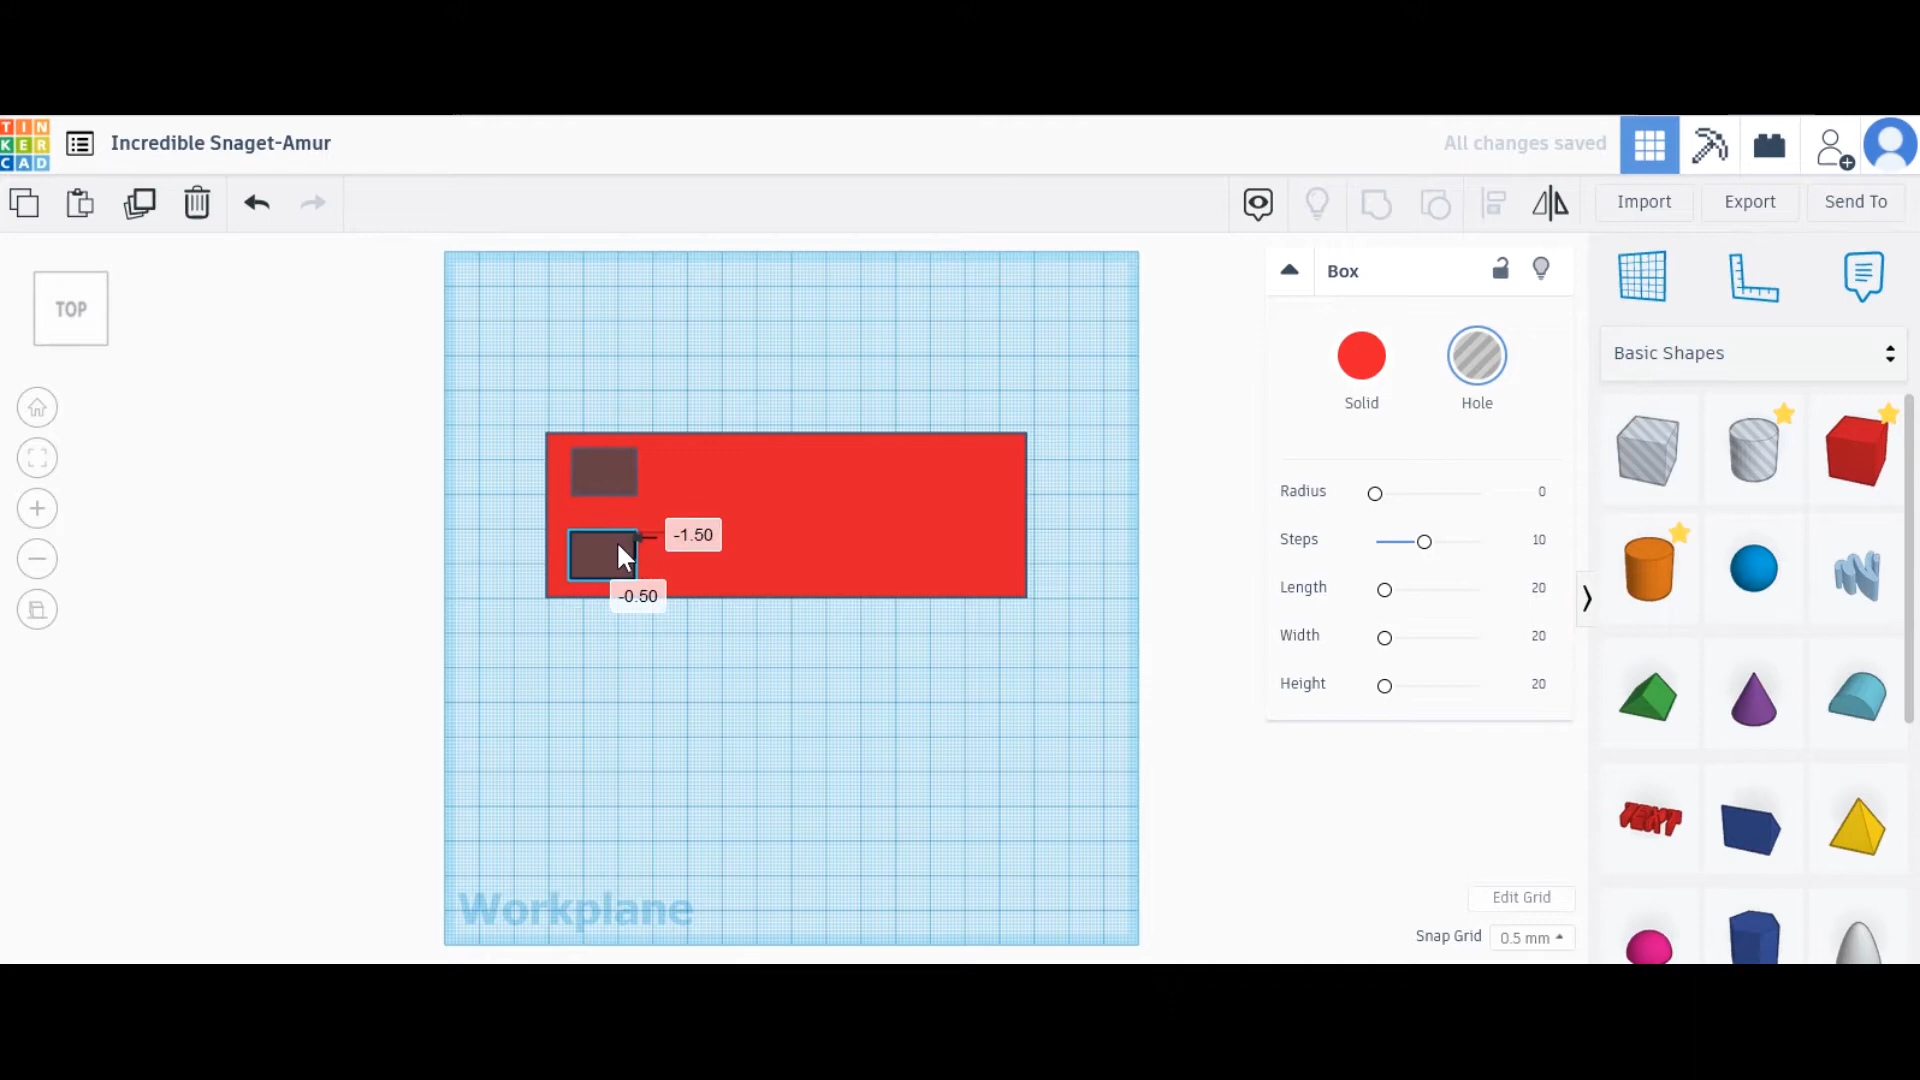 TIN
KER
CAD
Incredible Snaget-Amur
All changes saved
Import
Export
Send To
TOP
Box
Solid
Hole
Radius
0
Steps
10
Length
20
Width
20
Height
20
Basic Shapes
-1.50
-0.50
TEXT
Workplane
Edit Grid
Snap Grid
0.5 mm